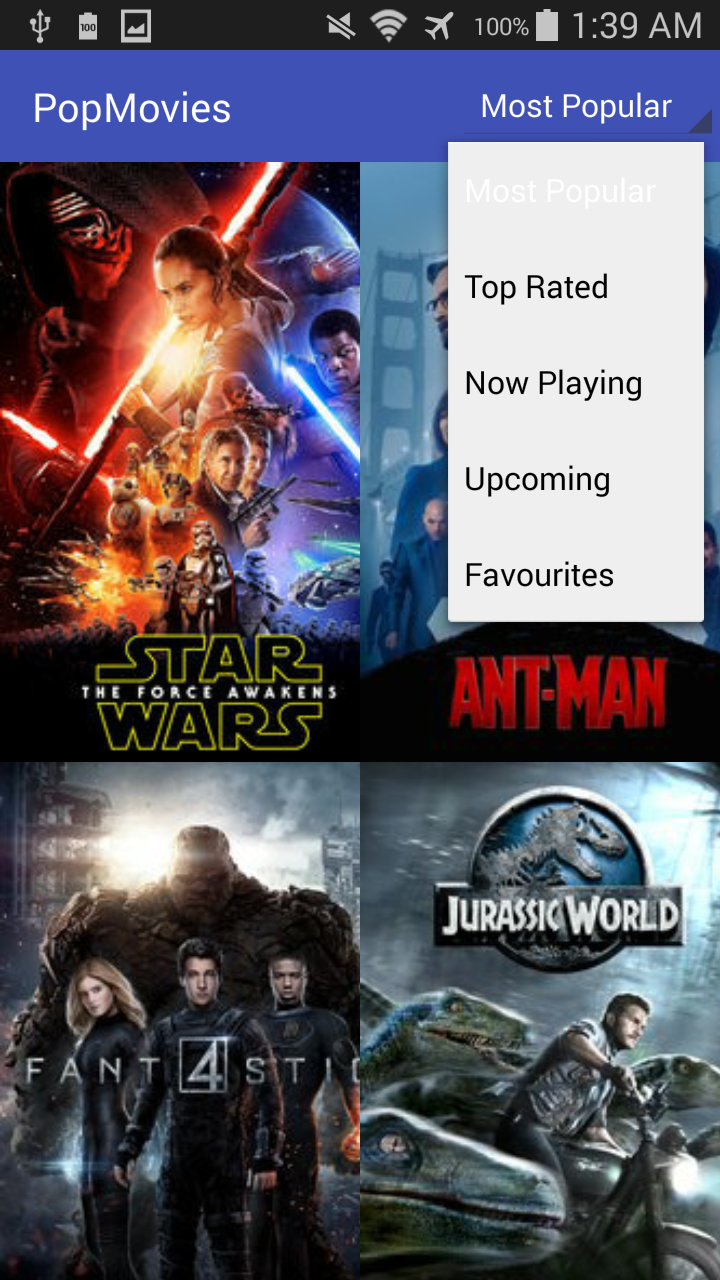 100
100%
1:39 AM
PopMovies
Most Popular
Most Popular
Top Rated
Now Playing
Upcoming
Favourites
STAR
THE FORCE AWAKENS
WARS
ANT-MAN
FANT4STIC
JURASSIC WORLD